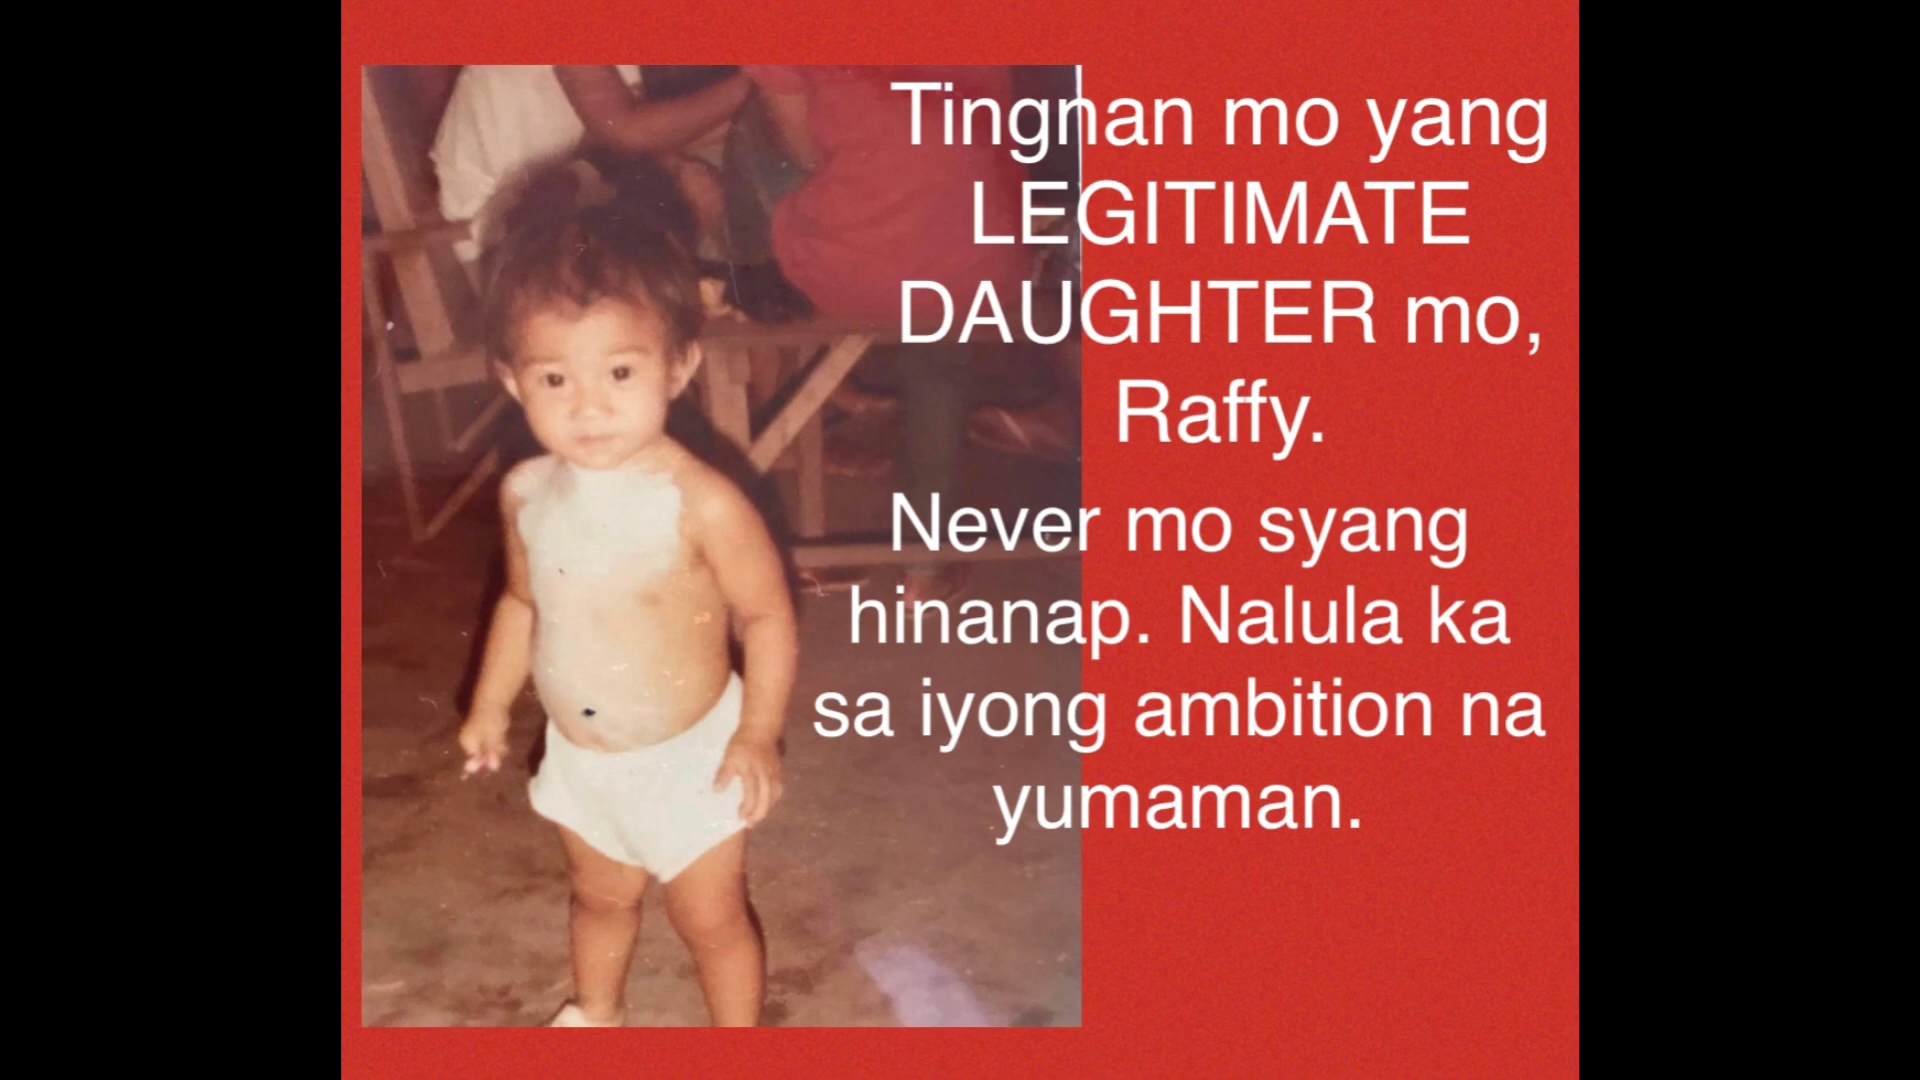 Tingnan mo yang
LEGITIMATE
DAUGHTER mo,
Raffy.
Never mo syang
hinanap. Nalula ka
sa iyong ambition na
yumaman.